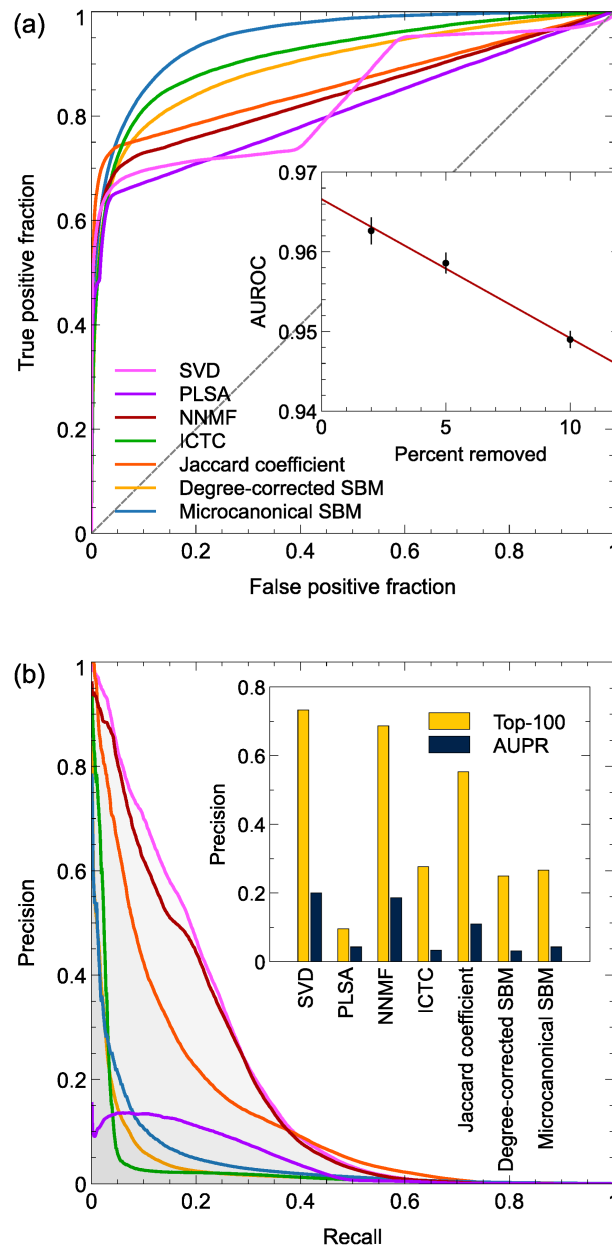 (a)
1
0.8
0.6
0.4
0.2
0
True positive fraction
0.97
0.96
0.95
0.94
AUROC
0 5 10
Percent removed
SVD
PLSA
NNMF
ICTC
Jaccard coefficient
Degree-corrected SBM
Microcanonical SBM
0 0.2 0.4 0.6 0.8 1
False positive fraction
(b)
1
0.8
0.6
0.4
0.2
0
Precision
0.8
0.6
0.4
0.2
0
Precision
Top-100
AUPR
SVD
PLSA
NNMF
ICTC
Jaccard coefficient
Degree-corrected SBM
Microcanonical SBM
0 0.2 0.4 0.6 0.8 1
Recall